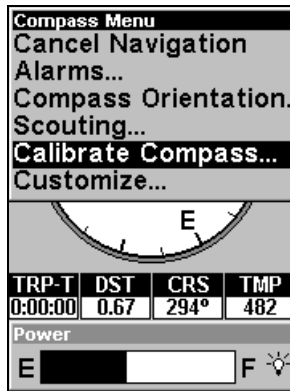 Compass Menu
Cancel Navigation
Alarms...
Compass Orientation.
Scouting...
Calibrate Compass...
Customize...
E
TRP-T DST CRS TMP
0:00:00 0.67 294° 482
Power
E F